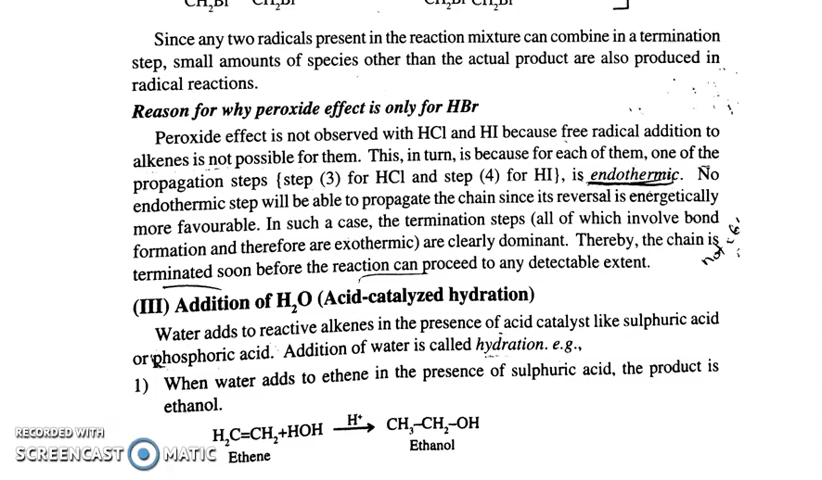 CH₂Br CH₂Br CH₂Br CH₂Br
Since any two radicals present in the reaction mixture can combine in a termination
step, small amounts of species other than the actual product are also produced in
radical reactions.
Reason for why peroxide effect is only for HBr
Peroxide effect is not observed with HCl and HI because free radical addition to
alkenes is not possible for them. This, in turn, is because for each of them, one of the
propagation steps {step (3) for HCl and step (4) for HI}, is endothermic. No
endothermic step will be able to propagate the chain since its reversal is energetically
more favourable. In such a case, the termination steps (all of which involve bond
formation and therefore are exothermic) are clearly dominant. Thereby, the chain is
terminated soon before the reaction can proceed to any detectable extent.
(III) Addition of H₂O (Acid-catalyzed hydration)
Water adds to reactive alkenes in the presence of acid catalyst like sulphuric acid
or phosphoric acid. Addition of water is called hydration. e.g.,
1) When water adds to ethene in the presence of sulphuric acid, the product is
ethanol.
H₂C=CH₂+HOH H⁺→ CH₃–CH₂–OH
Ethene Ethanol
RECORDED WITH
SCREENCAST MATIC